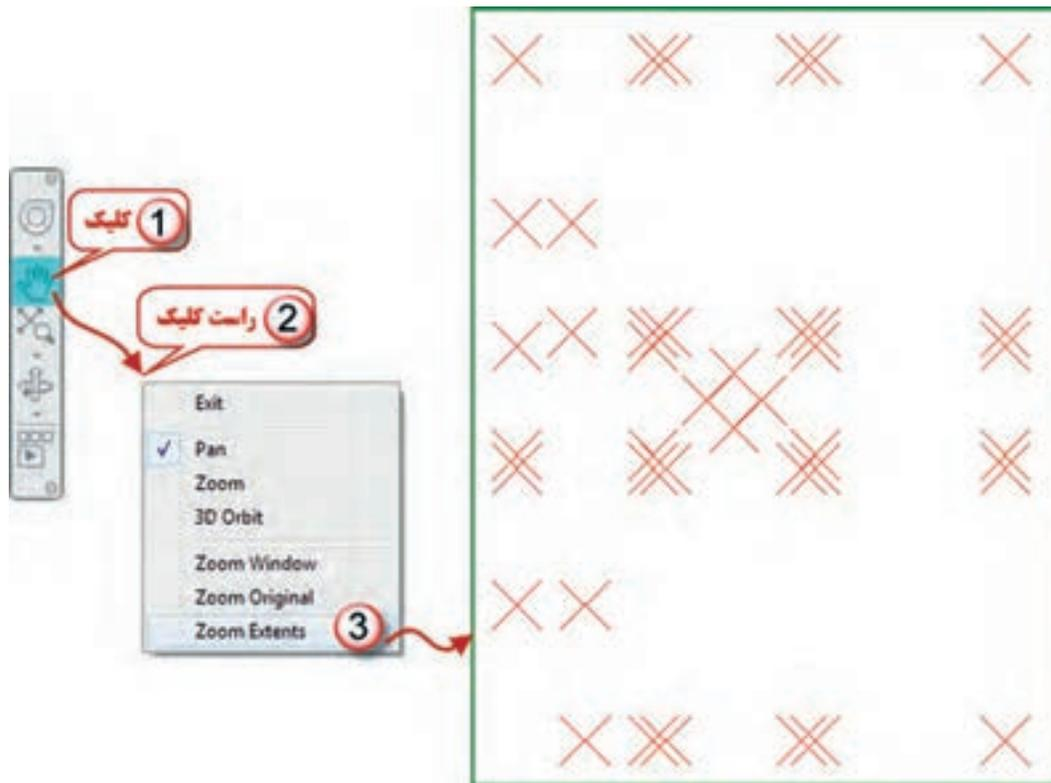 1 کلیک
2 راست کلیک
Exit
Pan
Zoom
3D Orbit
Zoom Window
Zoom Original
Zoom Extents 3